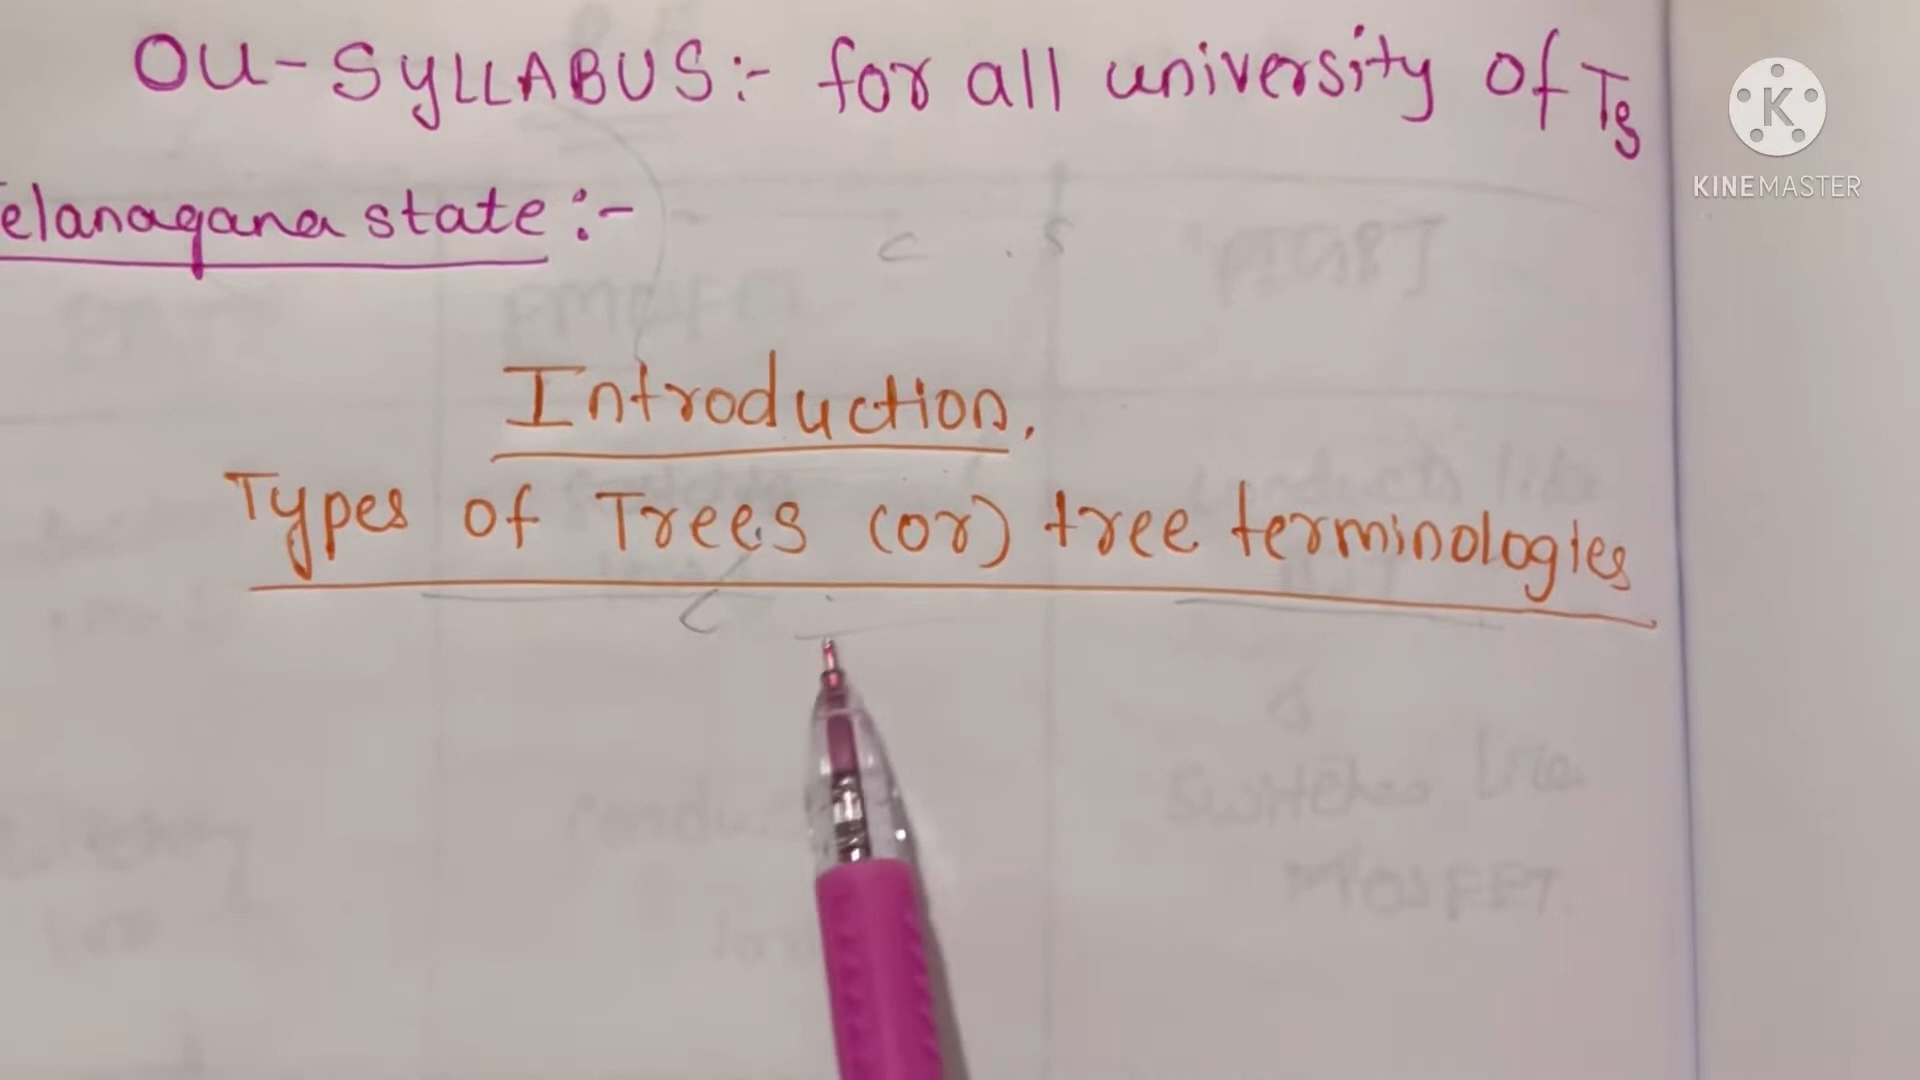 OU-SYLLABUS:- for all university of Ts
elanagana state:-
Introduction.
Types of Trees (or) tree terminologies
K
KINEMASTER